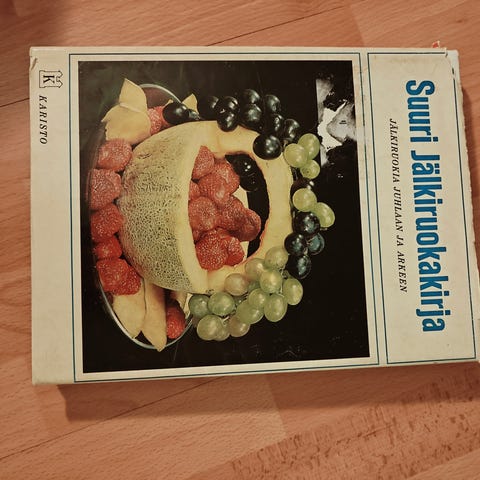 Suuri Jälkiruokakirja
JÄLKIRUOKIA JUHLAAN JA ARKEEN
K
KARISTO